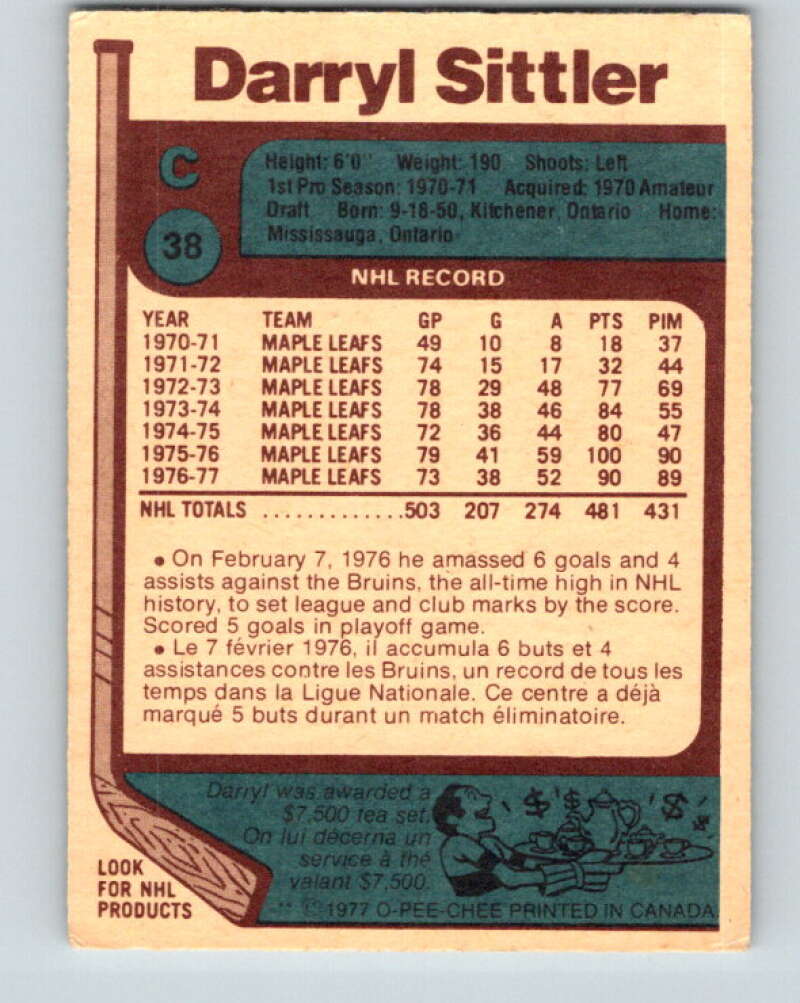 Darryl Sittler
C
38
Height: 6'0" Weight: 190 Shoots: Left
1st Pro Season: 1970-71 Acquired: 1970 Amateur
Draft Born: 9-18-50, Kitchener, Ontario Home:
Mississauga, Ontario
NHL RECORD
YEAR TEAM GP G A PTS PIM
1970-71 MAPLE LEAFS 49 10 8 18 37
1971-72 MAPLE LEAFS 74 15 17 32 44
1972-73 MAPLE LEAFS 78 29 48 77 69
1973-74 MAPLE LEAFS 78 38 46 84 55
1974-75 MAPLE LEAFS 72 36 44 80 47
1975-76 MAPLE LEAFS 79 41 59 100 90
1976-77 MAPLE LEAFS 73 38 52 90 89
NHL TOTALS .............503 207 274 481 431
• On February 7, 1976 he amassed 6 goals and 4
assists against the Bruins, the all-time high in NHL
history, to set league and club marks by the score.
Scored 5 goals in playoff game.
• Le 7 février 1976, il accumula 6 buts et 4
assistances contre les Bruins, un record de tous les
temps dans la Ligue Nationale. Ce centre a déjà
marqué 5 buts durant un match éliminatoire.
Darryl was awarded a
$7,500 tea set.
On lui décerna un
service à thé
valant $7,500.
$ $ $
LOOK
FOR NHL
PRODUCTS
** © 1977 O-PEE-CHEE PRINTED IN CANADA